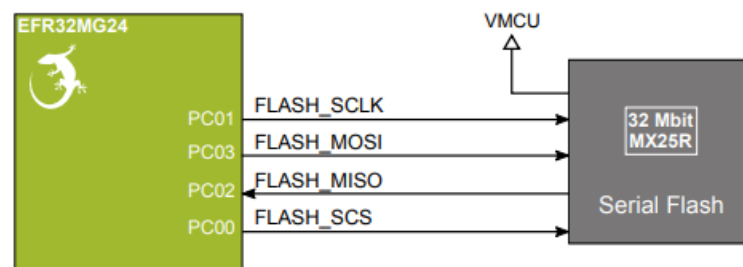 EFR32MG24
VMCU
PC01
FLASH_SCLK
32 Mbit
MX25R
PC03
FLASH_MOSI
PC02
FLASH_MISO
Serial Flash
PC00
FLASH_SCS